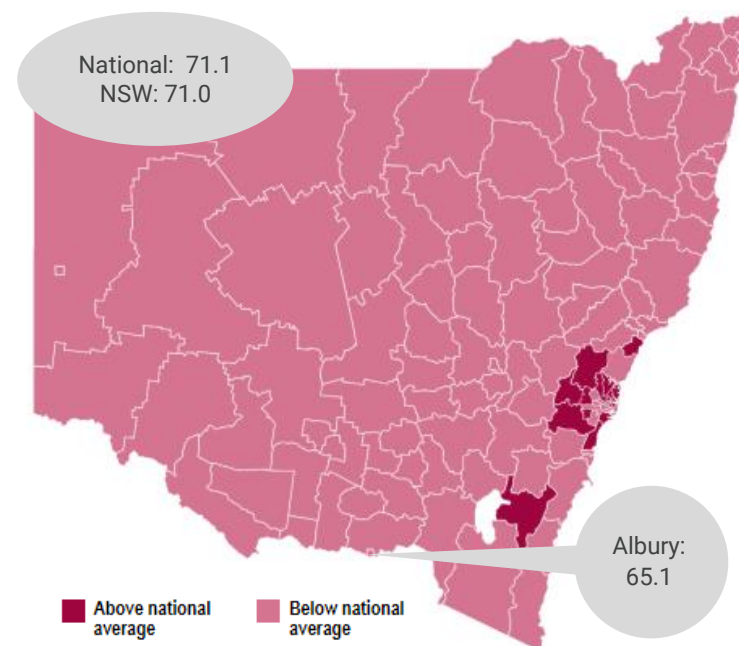 National: 71.1
NSW: 71.0
Albury:
65.1
Above national
average
Below national
average